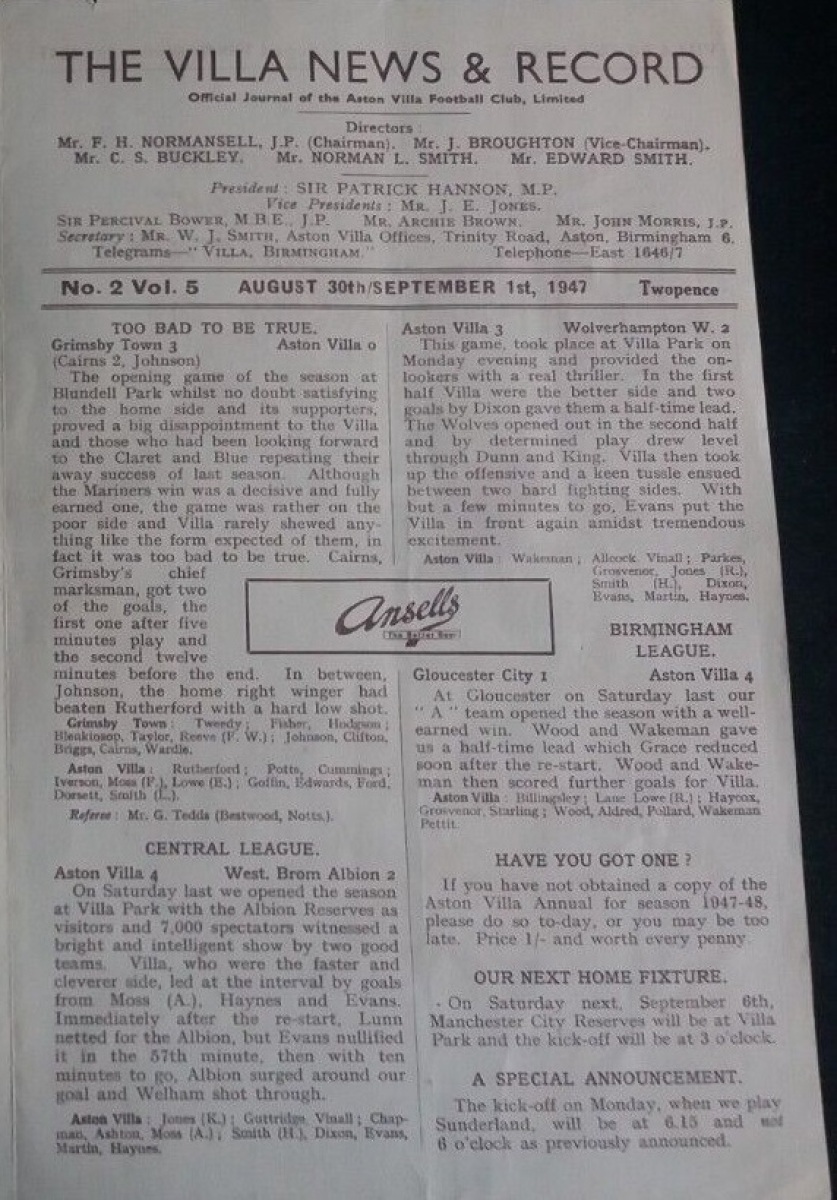 THE VILLA NEWS & RECORD
Official Journal of the Aston Villa Football Club, Limited
Directors
Mr. F. H. NORMANSELL, J.P. (Chairman). Mr. J. BROUGHTON (Vice-Chairman).
Mr. C. S. BUCKLEY. Mr. NORMAN L. SMITH. Mr. EDWARD SMITH.
President: SIR PATRICK HANNON, M.P.
Vice Presidents: MR. J. E. JONES.
SIR PERCIVAL BOWER, M.B.E., J.P. MR. ARCHIE BROWN. MR. JOHN MORRIS, J.P.
Secretary: MR. W. J. SMITH, Aston Villa Offices, Trinity Road, Aston, Birmingham 6.
Telegrams—" VILLA, BIRMINGHAM." Telephone—East 1646/7
No. 2 Vol. 5 AUGUST 30th/SEPTEMBER 1st, 1947 Twopence
TOO BAD TO BE TRUE.
Grimsby Town 3 Aston Villa 0
(Cairns 2, Johnson)
The opening game of the season at
Blundell Park whilst no doubt satisfying
to the home side and its supporters,
proved a big disappointment to the Villa
and those who had been looking forward
to the Claret and Blue repeating their
away success of last season. Although
the Mariners win was a decisive and fully
earned one, the game was rather on the
poor side and Villa rarely shewed any-
thing like the form expected of them, in
fact it was too bad to be true. Cairns,
Grimsby's chief
marksman, got two
of the goals, the
first one after five
minutes play and
the second twelve
minutes before the end. In between,
Johnson, the home right winger had
beaten Rutherford with a hard low shot.
Grimsby Town: Tweedy; Fisher, Hodgson;
Blenkinsop, Taylor, Reeve (F. W.); Johnson, Clifton,
Briggs, Cairns, Wardle.
Aston Villa: Rutherford; Potts, Cummings;
Iverson, Moss (F.), Lowe (E.); Goffin, Edwards, Ford,
Dorsett, Smith (L.).
Referee: Mr. G. Tedds (Bestwood, Notts.).
CENTRAL LEAGUE.
Aston Villa 4 West. Brom Albion 2
On Saturday last we opened the season
at Villa Park with the Albion Reserves as
visitors and 7,000 spectators witnessed a
bright and intelligent show by two good
teams. Villa, who were the faster and
cleverer side, led at the interval by goals
from Moss (A.), Haynes and Evans.
Immediately after the re-start, Lunn
netted for the Albion, but Evans nullified
it in the 57th minute, then with ten
minutes to go, Albion surged around our
goal and Welham shot through.
Aston Villa: Jones (K.); Guttridge, Vinall; Chap-
man, Ashton, Moss (A.); Smith (H.), Dixon, Evans,
Martin, Haynes.
Aston Villa 3 Wolverhampton W. 2
This game, took place at Villa Park on
Monday evening and provided the on-
lookers with a real thriller. In the first
half Villa were the better side and two
goals by Dixon gave them a half-time lead.
The Wolves opened out in the second half
and by determined play drew level
through Dunn and King. Villa then took
up the offensive and a keen tussle ensued
between two hard fighting sides. With
but a few minutes to go, Evans put the
Villa in front again amidst tremendous
excitement.
Aston Villa: Wakeman; Allcock, Vinall; Parkes,
Grosvenor, Jones (R.),
Smith (H.), Dixon,
Evans, Martin, Haynes.
Ansells
The Better Beer
BIRMINGHAM
LEAGUE.
Gloucester City 1 Aston Villa 4
At Gloucester on Saturday last our
" A " team opened the season with a well-
earned win. Wood and Wakeman gave
us a half-time lead which Grace reduced
soon after the re-start. Wood and Wake-
man then scored further goals for Villa.
Aston Villa: Billingsley; Lane Lowe (R.); Haycox,
Grosvenor, Starling; Wood, Aldred, Pollard, Wakeman
Pettit.
HAVE YOU GOT ONE ?
If you have not obtained a copy of the
Aston Villa Annual for season 1947-48,
please do so to-day, or you may be too
late. Price 1/- and worth every penny.
OUR NEXT HOME FIXTURE.
On Saturday next, September 6th,
Manchester City Reserves will be at Villa
Park and the kick-off will be at 3 o'clock.
A SPECIAL ANNOUNCEMENT.
The kick-off on Monday, when we play
Sunderland, will be at 6.15 and not
6 o'clock as previously announced.